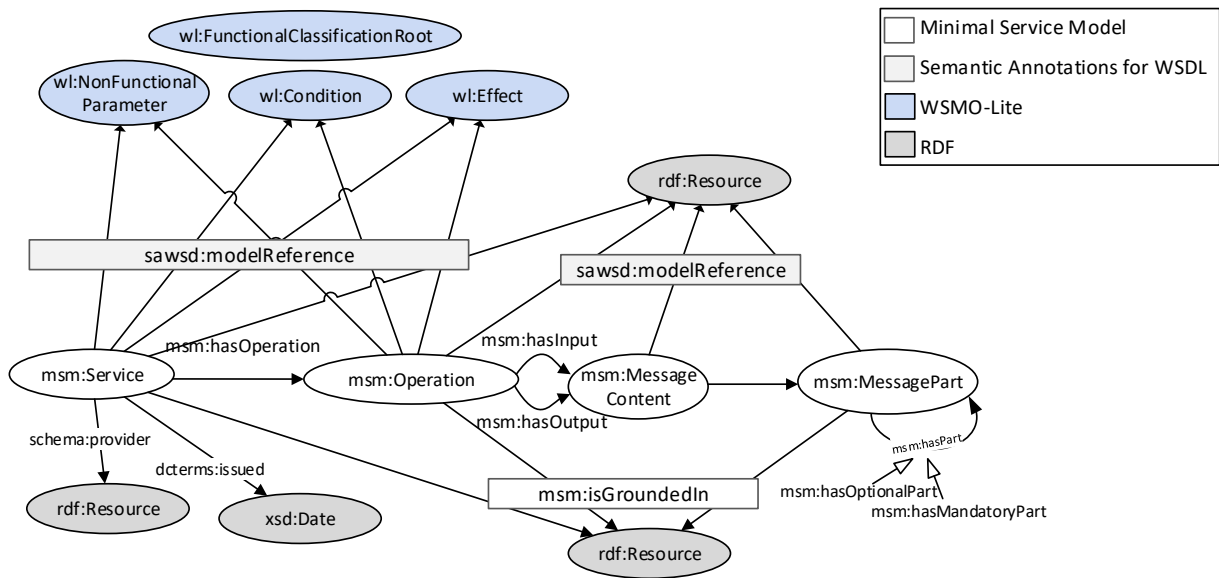 wl:FunctionalClassificationRoot
Minimal Service Model
Semantic Annotations for WSDL
WSMO-Lite
RDF
wl:NonFunctional
Parameter
wl:Condition
wl:Effect
rdf:Resource
sawsd:modelReference
sawsd:modelReference
msm:hasOperation
msm:hasInput
msm:Service
msm:Operation
msm:Message
Content
msm:MessagePart
msm:hasOutput
schema:provider
msm:hasPart
dcterms:issued
msm:hasOptionalPart
msm:hasMandatoryPart
msm:isGroundedIn
rdf:Resource
xsd:Date
rdf:Resource